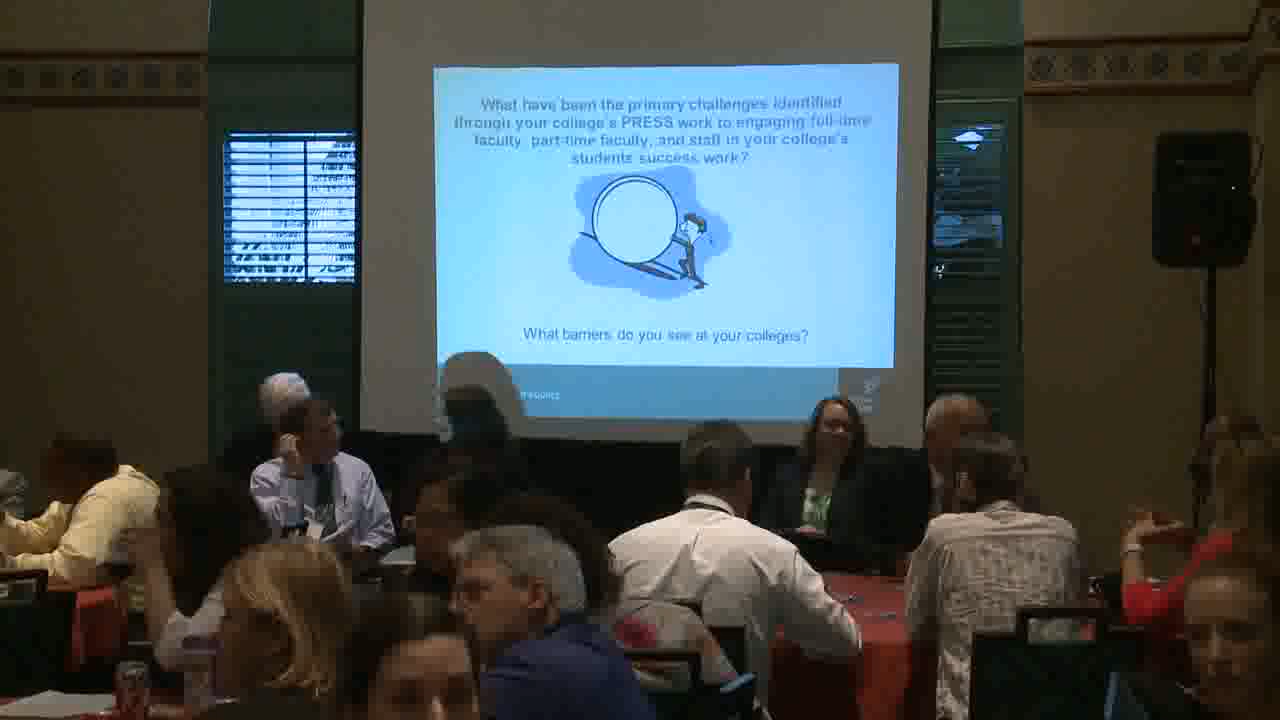 What have been the primary challenges identified
through your college's PRESS work to engaging full-time
faculty, part-time faculty, and staff in your college's
students success work?
What barriers do you see at your colleges?